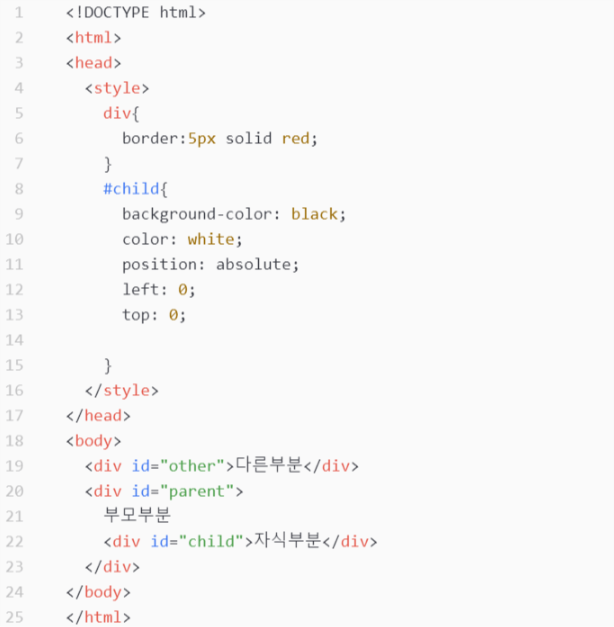 1 <!DOCTYPE html>
2 <html>
3 <head>
4 <style>
5 div{
6 border:5px solid red;
7 }
8 #child{
9 background-color: black;
10 color: white;
11 position: absolute;
12 left: 0;
13 top: 0;
14
15 }
16 </style>
17 </head>
18 <body>
19 <div id="other">다른부분</div>
20 <div id="parent">
21 부모부분
22 <div id="child">자식부분</div>
23 </div>
24 </body>
25 </html>